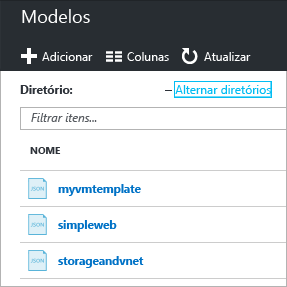 Modelos
Adicionar Colunas Atualizar
Diretório: – Alternar diretórios
Filtrar itens...
NOME
JSON myvmtemplate
JSON simpleweb
JSON storageandvnet